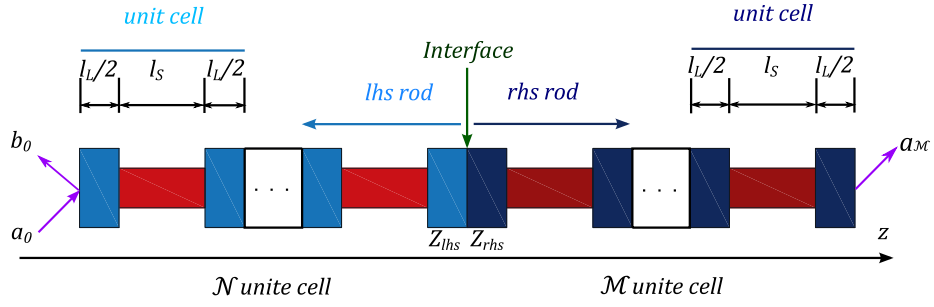 unit cell
unit cell
Interface
l_L/2 l_S l_L/2
l_L/2 l_S l_L/2
lhs rod
rhs rod
b_0
a_ℳ
. . .
. . .
a_0
Z_lhs Z_rhs
z
𝒩 unite cell
ℳ unite cell